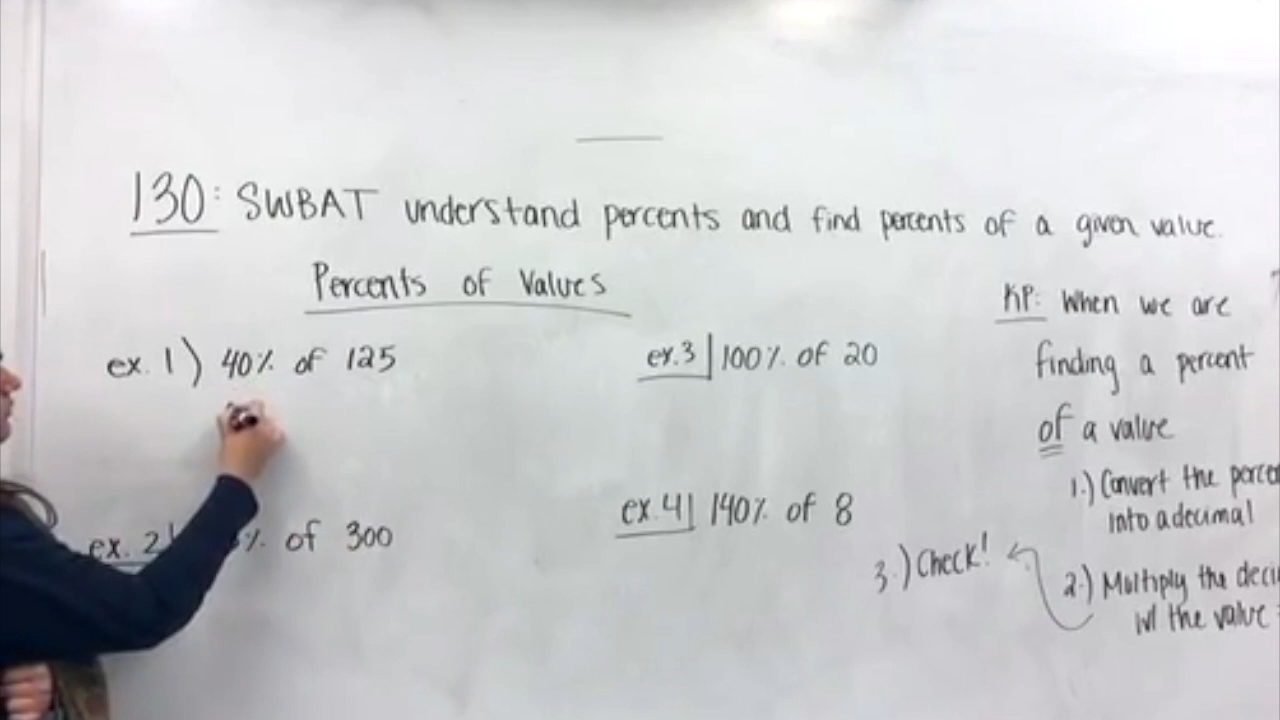 130: SWBAT understand percents and find percents of a given value.
Percents of Values
ex. 1) 40% of 125
ex. 2 % of 300
ex. 3 100% of 20
ex. 4 140% of 8
KP: When we are
finding a percent
of a value
1.) Convert the
into a decimal
2.) Multiply the
w/ the value
3.) Check!